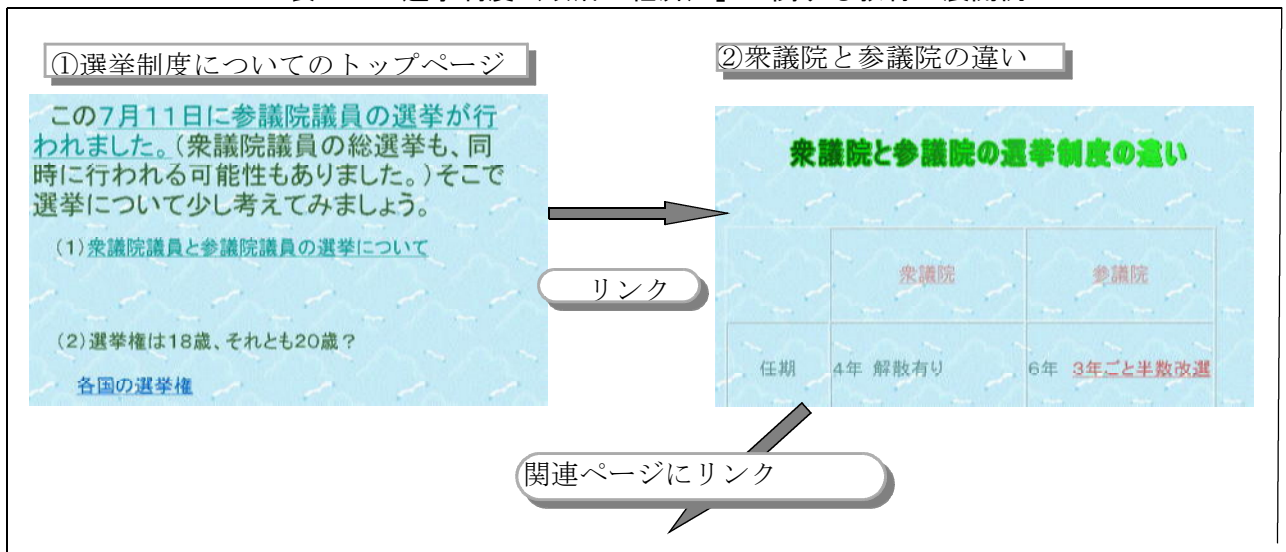 ①選挙制度についてのトップページ
この7月11日に参議院議員の選挙が行
われました。(衆議院議員の総選挙も、同
時に行われる可能性もありました。)そこで
選挙について少し考えてみましょう。
(1)衆議院議員と参議院議員の選挙について
(2)選挙権は18歳、それとも20歳?
各国の選挙権
リンク
②衆議院と参議院の違い
衆議院と参議院の選挙制度の違い
衆議院 参議院
任期 4年 解散有り 6年 3年ごと半数改選
関連ページにリンク